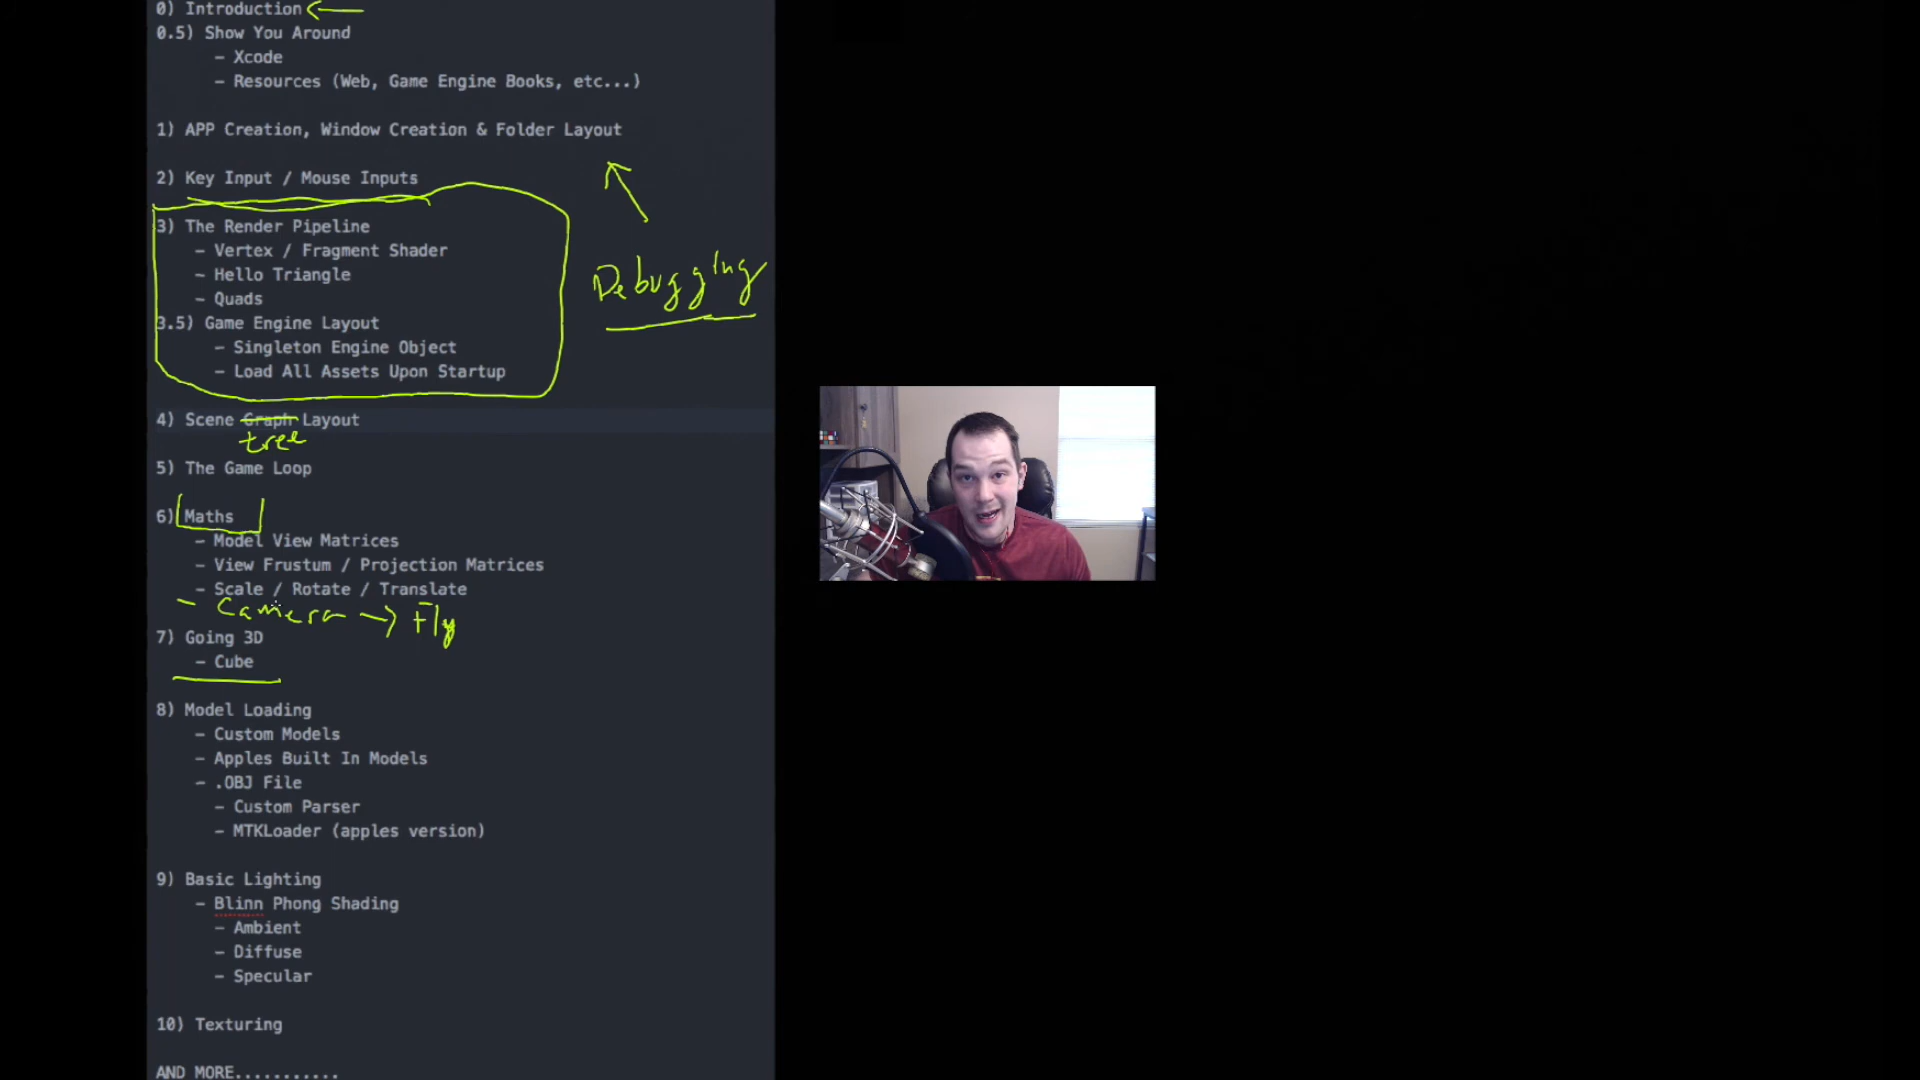 0) Introduction
0.5) Show You Around
- Xcode
- Resources (Web, Game Engine Books, etc...)
1) APP Creation, Window Creation & Folder Layout
2) Key Input / Mouse Inputs
3) The Render Pipeline
- Vertex / Fragment Shader
- Hello Triangle
- Quads
Debugging
3.5) Game Engine Layout
- Singleton Engine Object
- Load All Assets Upon Startup
4) Scene Graph Layout
tree
5) The Game Loop
6) Maths
- Model View Matrices
- View Frustum / Projection Matrices
- Scale / Rotate / Translate
- Camera -> Fly
7) Going 3D
- Cube
8) Model Loading
- Custom Models
- Apples Built In Models
- .OBJ File
- Custom Parser
- MTKLoader (apples version)
9) Basic Lighting
- Blinn Phong Shading
- Ambient
- Diffuse
- Specular
10) Texturing
AND MORE...........